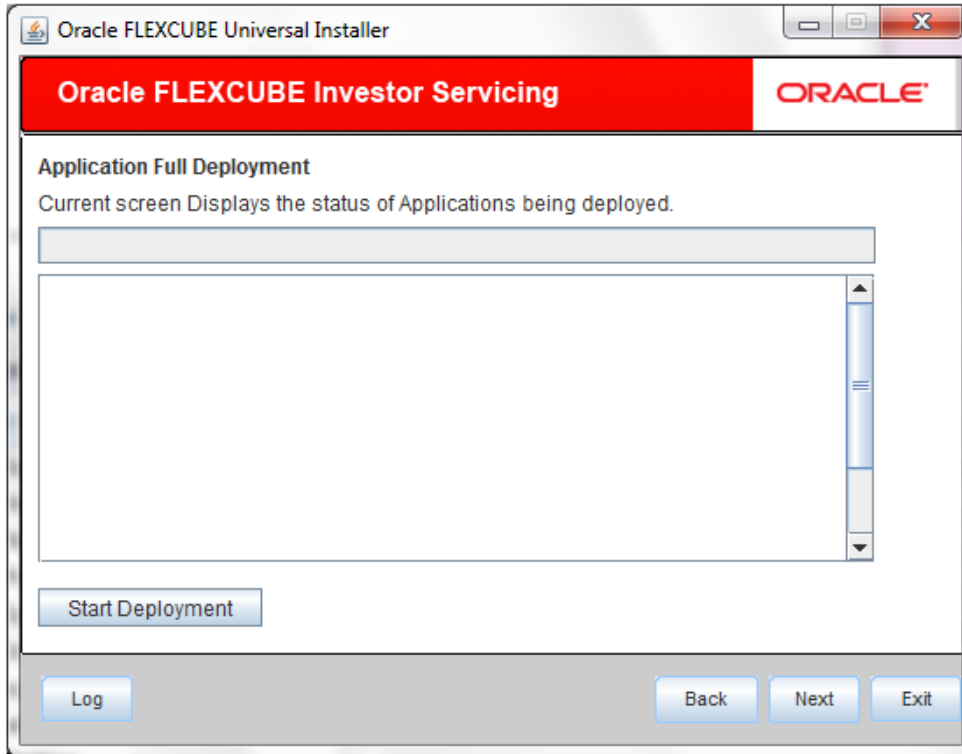 Oracle FLEXCUBE Universal Installer
Oracle FLEXCUBE Investor Servicing
ORACLE
Application Full Deployment
Current screen Displays the status of Applications being deployed.
Start Deployment
Log
Back
Next
Exit